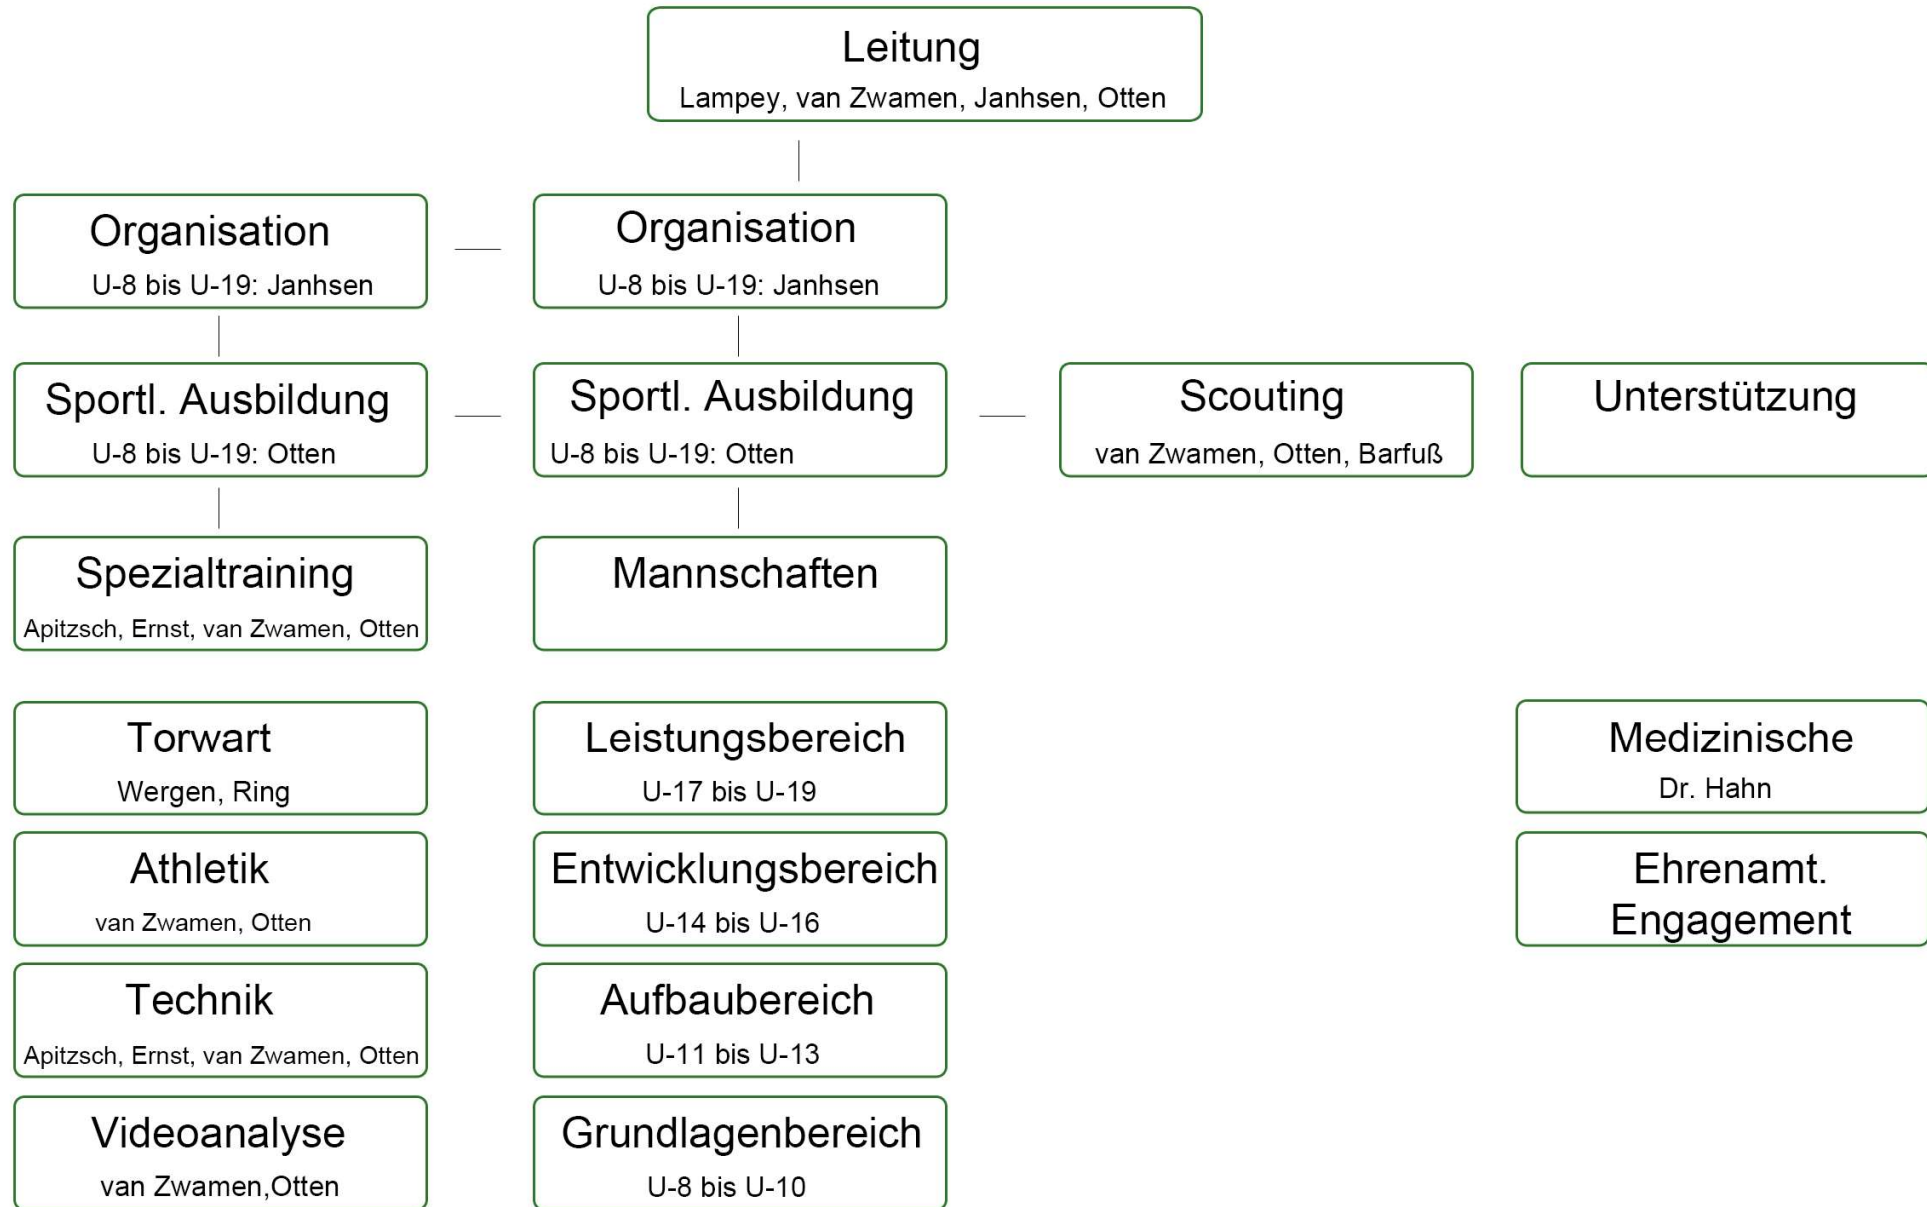 Leitung
Lampey, van Zwamen, Janhsen, Otten
Organisation
U-8 bis U-19: Janhsen
Organisation
U-8 bis U-19: Janhsen
Sportl. Ausbildung
U-8 bis U-19: Otten
Sportl. Ausbildung
U-8 bis U-19: Otten
Scouting
van Zwamen, Otten, Barfuß
Unterstützung
Spezialtraining
Apitzsch, Ernst, van Zwamen, Otten
Mannschaften
Torwart
Wergen, Ring
Leistungsbereich
U-17 bis U-19
Medizinische
Dr. Hahn
Athletik
van Zwamen, Otten
Entwicklungsbereich
U-14 bis U-16
Ehrenamt.
Engagement
Technik
Apitzsch, Ernst, van Zwamen, Otten
Aufbaubereich
U-11 bis U-13
Videoanalyse
van Zwamen,Otten
Grundlagenbereich
U-8 bis U-10